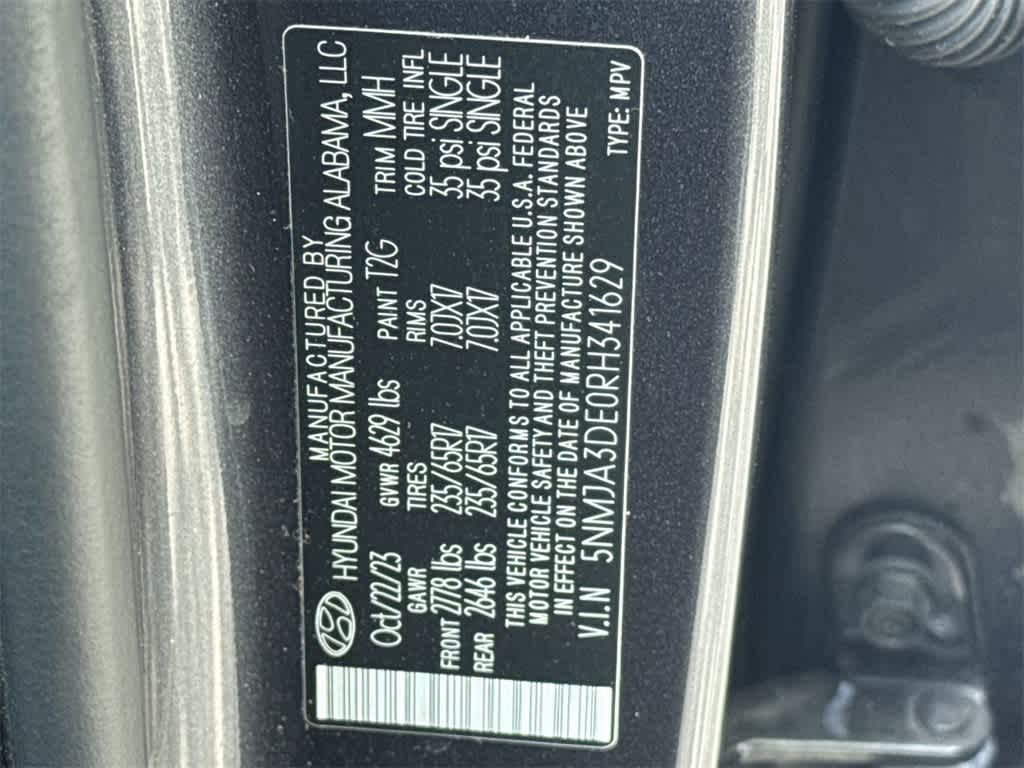 MANUFACTURED BY
HYUNDAI MOTOR MANUFACTURING ALABAMA, LLC
Oct/22/23 GVWR 4629 lbs PAINT T2G TRIM MMH
GAWR TIRES RIMS COLD TIRE INFL
FRONT 2778 lbs 235/65R17 7.0JX17 35 psi SINGLE
REAR 2646 lbs 235/65R17 7.0JX17 35 psi SINGLE
THIS VEHICLE CONFORMS TO ALL APPLICABLE U.S.A. FEDERAL
MOTOR VEHICLE SAFETY AND THEFT PREVENTION STANDARDS
IN EFFECT ON THE DATE OF MANUFACTURE SHOWN ABOVE
V.I.N 5NMJA3DE0RH341629 TYPE: MPV